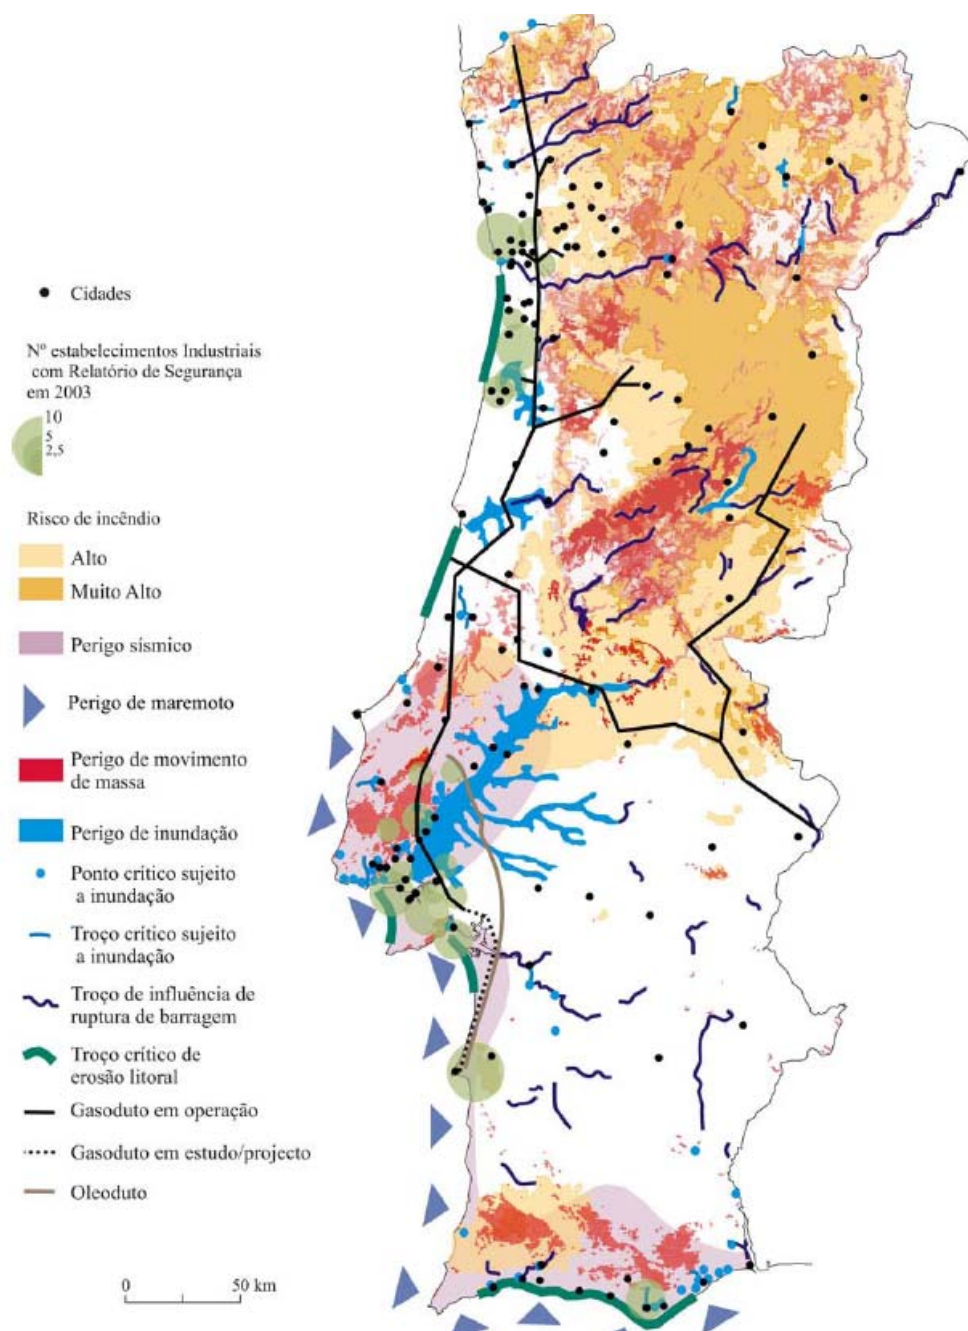 Cidades
Nº estabelecimentos Industriais
com Relatório de Segurança
em 2003
10
5
2,5
Risco de incêndio
Alto
Muito Alto
Perigo sísmico
Perigo de maremoto
Perigo de movimento
de massa
Perigo de inundação
Ponto crítico sujeito
a inundação
Troço crítico sujeito
a inundação
Troço de influência de
ruptura de barragem
Troço crítico de
erosão litoral
Gasoduto em operação
Gasoduto em estudo/projecto
Oleoduto
0 50 km